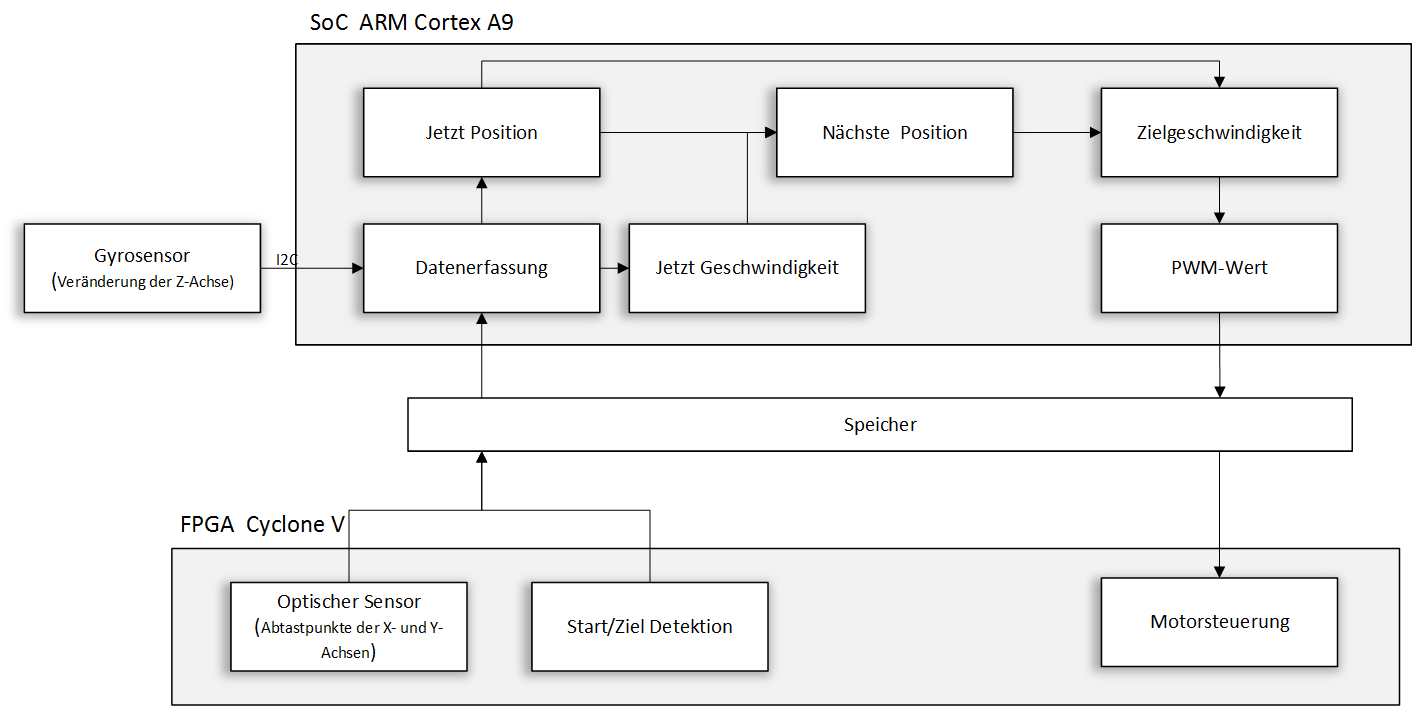 SoC  ARM Cortex A9
Jetzt Position
Nächste  Position
Zielgeschwindigkeit
Gyrosensor
(Veränderung der Z-Achse)
I2C
Datenerfassung
Jetzt Geschwindigkeit
PWM-Wert
Speicher
FPGA  Cyclone V
Optischer Sensor
(Abtastpunkte der X- und Y-
Achsen)
Start/Ziel Detektion
Motorsteuerung